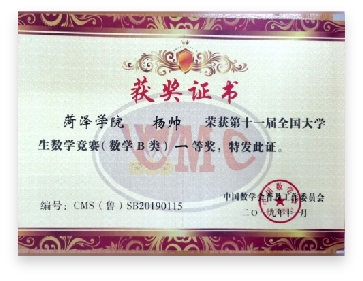 获奖证书
菏泽学院 杨帅 荣获第十一届全国大学
生数学竞赛(数学B类)一等奖,特发此证。
中国数学会普及工作委员会
二〇一九年十一月
编号:CMS(鲁)SB20190115